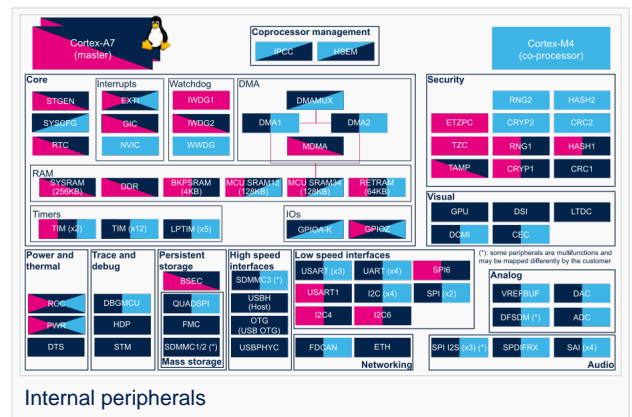 Cortex-A7
(master)
Coprocessor management
IPCC
HSEM
Cortex-M4
(co-processor)
Core
STGEN
SYSCFG
RTC
Interrupts
EXTI
GIC
NVIC
Watchdog
IWDG1
IWDG2
WWDG
DMA
DMAMUX
DMA1
DMA2
MDMA
Security
RNG2
HASH2
ETZPC
CRYP2
CRC2
TZC
RNG1
HASH1
TAMP
CRYP1
CRC1
RAM
SYSRAM
(256KB)
DDR
BKPSRAM
(4KB)
MCU SRAM12
(128KB)
MCU SRAM34
(128KB)
RETRAM
(64KB)
Timers
TIM (x2)
TIM (x12)
LPTIM (x5)
IOs
GPIOA-K
GPIOZ
Visual
GPU
DSI
LTDC
DCMI
CEC
Power and
thermal
RCC
PWR
DTS
Trace and
debug
DBGMCU
HDP
STM
Persistent
storage
BSEC
QUADSPI
FMC
SDMMC1/2 (*)
Mass storage
High speed
interfaces
SDMMC3 (*)
USBH
(Host)
OTG
(USB OTG)
USBPHYC
Low speed interfaces
USART (x3)
UART (x4)
SPI6
USART1
I2C (x4)
SPI (x2)
I2C4
I2C6
(*): some peripherals are multifunctions and
may be mapped differently by the customer
Analog
VREFBUF
DAC
DFSDM (*)
ADC
FDCAN
ETH
Networking
SPI I2S (x3) (*)
SPDIFRX
SAI (x4)
Audio
Internal peripherals